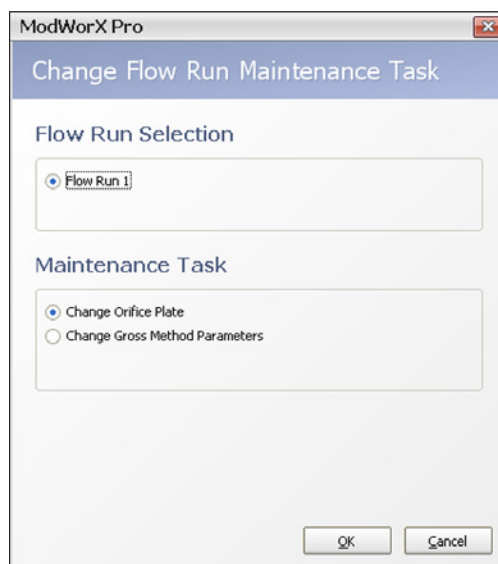 ModWorX Pro
Change Flow Run Maintenance Task
Flow Run Selection
Flow Run 1
Maintenance Task
Change Orifice Plate
Change Gross Method Parameters
OK
Cancel